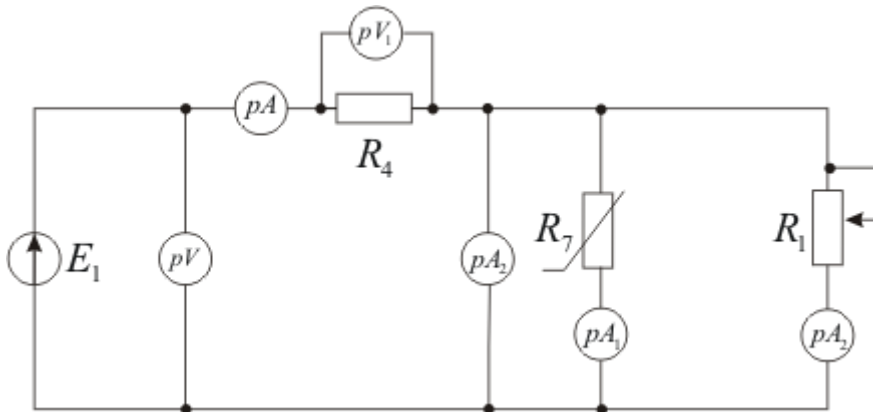 pV₁
pA
R₄
E₁
pV
pA₂
R₇
R₁
pA₁
pA₂